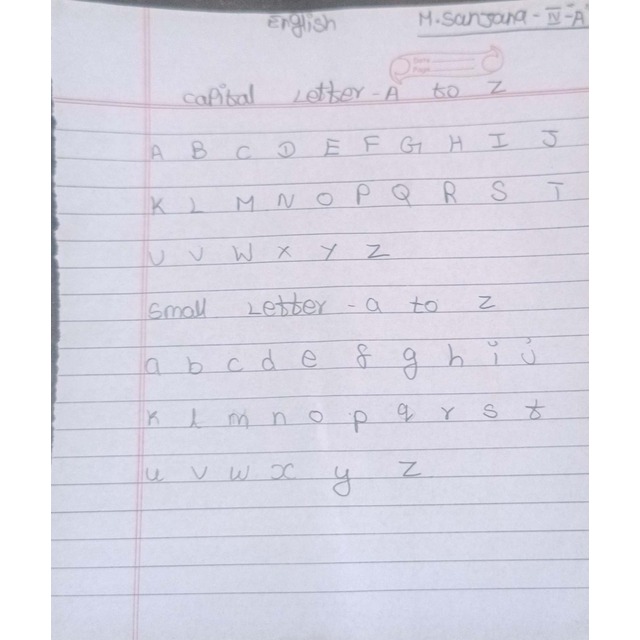 English
M. Sanjana - IV - A
Date
Page
Capital Letter - A to Z
A B C D E F G H I J
K L M N O P Q R S T
U V W X Y Z
Small Letter - a to z
a b c d e f g h i j
k l m n o p q r s t
u v w x y z